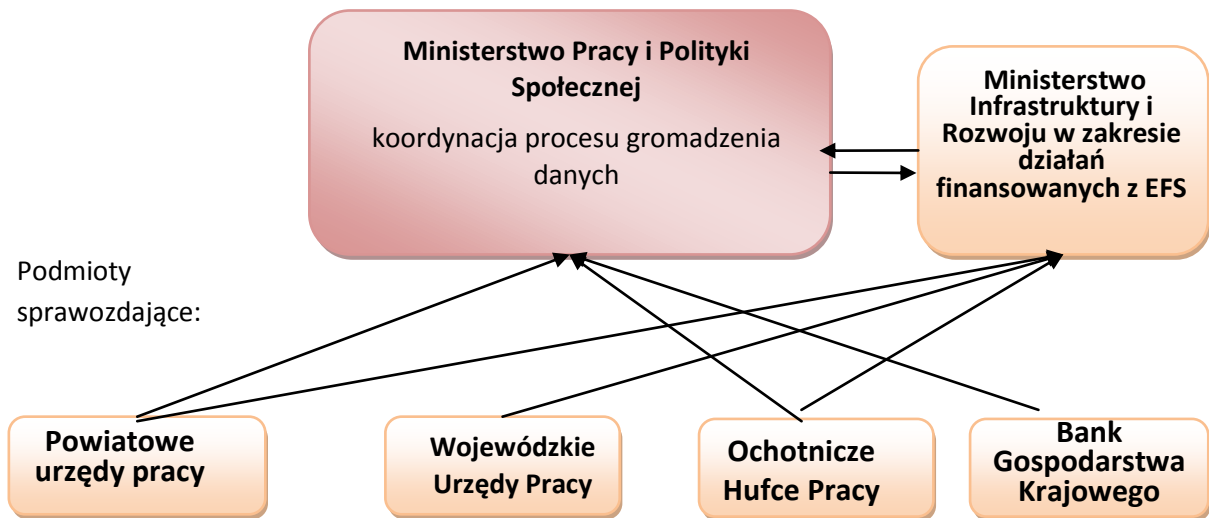 Ministerstwo Pracy i Polityki
Społecznej
koordynacja procesu gromadzenia
danych
Ministerstwo
Infrastruktury i
Rozwoju w zakresie
działań
finansowanych z EFS
Podmioty
sprawozdające:
Powiatowe
urzędy pracy
Wojewódzkie
Urzędy Pracy
Ochotnicze
Hufce Pracy
Bank
Gospodarstwa
Krajowego